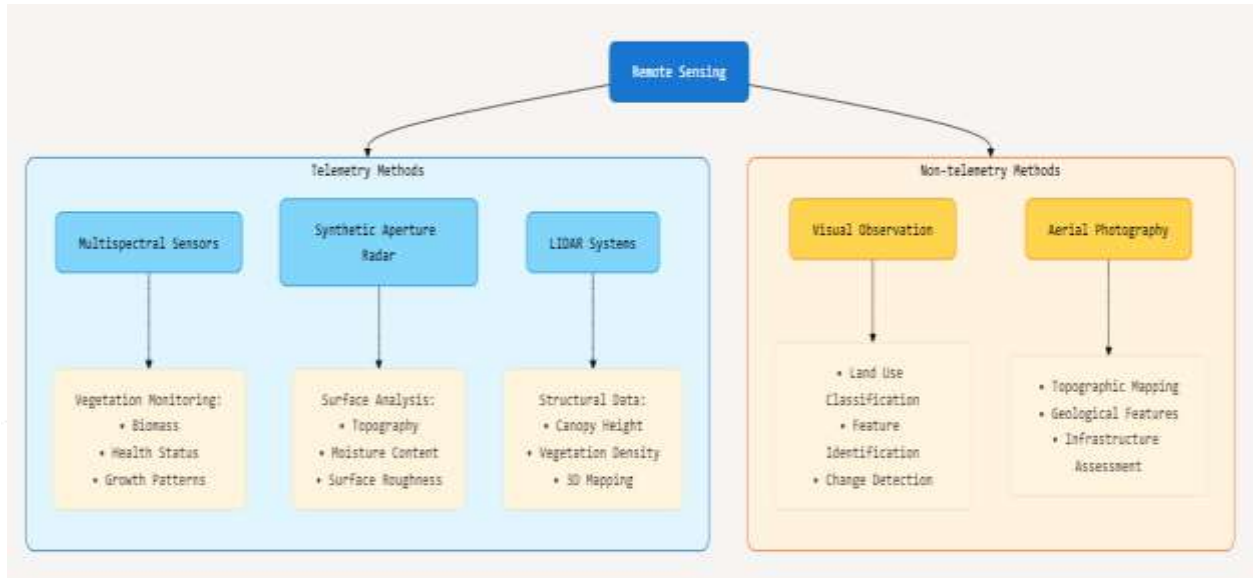 Remote Sensing
Telemetry Methods
Multispectral Sensors
Synthetic Aperture
Radar
LIDAR Systems
Vegetation Monitoring:
• Biomass
• Health Status
• Growth Patterns
Surface Analysis:
• Topography
• Moisture Content
• Surface Roughness
Structural Data:
• Canopy Height
• Vegetation Density
• 3D Mapping
Non-telemetry Methods
Visual Observation
Aerial Photography
• Land Use
Classification
• Feature
Identification
• Change Detection
• Topographic Mapping
• Geological Features
• Infrastructure
Assessment